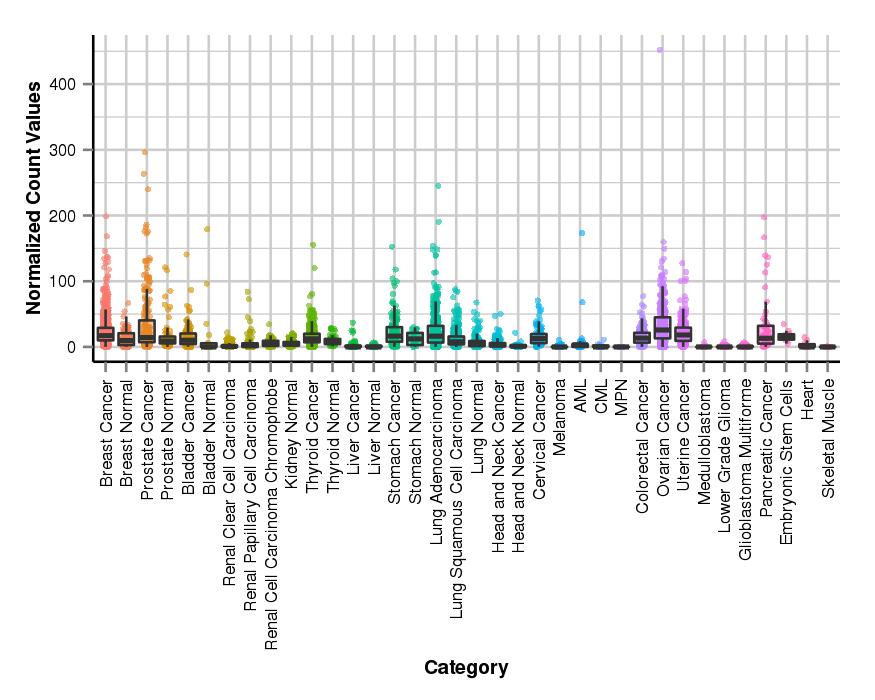 Normalized Count Values
400
300
200
100
0
Breast Cancer
Breast Normal
Prostate Cancer
Prostate Normal
Bladder Cancer
Bladder Normal
Renal Clear Cell Carcinoma
Renal Papillary Cell Carcinoma
Renal Cell Carcinoma Chromophobe
Kidney Normal
Thyroid Cancer
Thyroid Normal
Liver Cancer
Liver Normal
Stomach Cancer
Stomach Normal
Lung Adenocarcinoma
Lung Squamous Cell Carcinoma
Lung Normal
Head and Neck Cancer
Head and Neck Normal
Cervical Cancer
Melanoma
AML
CML
MPN
Colorectal Cancer
Ovarian Cancer
Uterine Cancer
Medulloblastoma
Lower Grade Glioma
Glioblastoma Multiforme
Pancreatic Cancer
Embryonic Stem Cells
Heart
Skeletal Muscle
Category